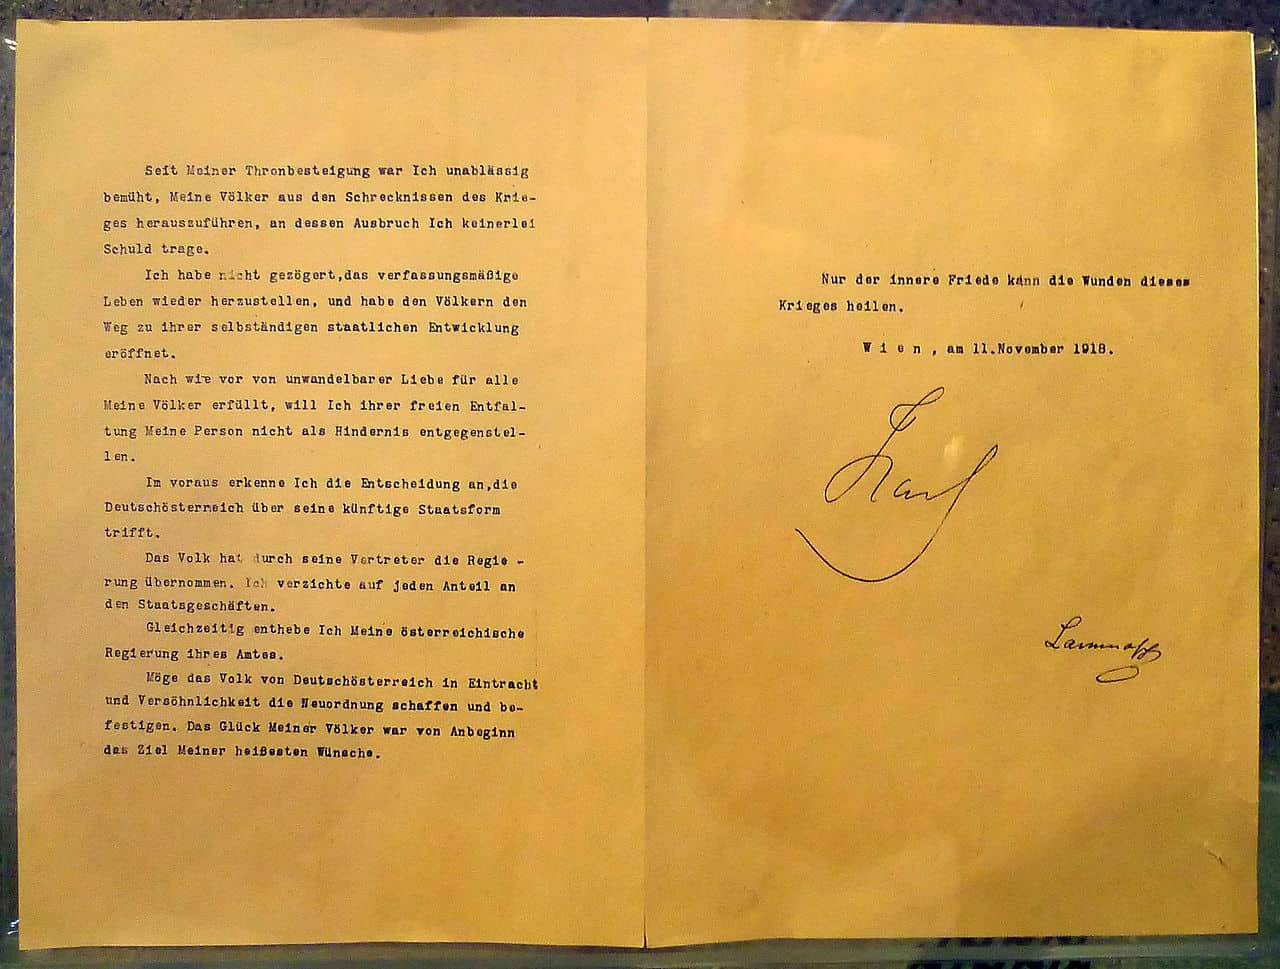 Seit Meiner Thronbesteigung war Ich unablässig
bemüht, Meine Völker aus den Schrecknissen des Krie-
ges herauszuführen, an dessen Ausbruch Ich keinerlei
Schuld trage.
Ich habe nicht gezögert,das verfassungsmäßige
Leben wieder herzustellen, und habe den Völkern den
Weg zu ihrer selbständigen staatlichen Entwicklung
eröffnet.
Nach wie vor von unwandelbarer Liebe für alle
Meine Völker erfüllt, will Ich ihrer freien Entfal-
tung Meine Person nicht als Hindernis entgegenstel-
len.
Im voraus erkenne Ich die Entscheidung an,die
Deutschösterreich über seine künftige Staatsform
trifft.
Das Volk hat durch seine Vertreter die Regie -
rung übernommen. Ich verzichte auf jeden Anteil an
den Staatsgeschäften.
Gleichzeitig enthebe Ich Meine österreichische
Regierung ihres Amtes.
Möge das Volk von Deutschösterreich in Eintracht
und Versöhnlichkeit die Neuordnung schaffen und be-
festigen. Das Glück Meiner Völker war von Anbeginn
das Ziel Meiner heißesten Wünsche.
Nur der innere Friede kann die Wunden dieses
Krieges heilen.
W i e n , am 11.November 1918.
Karl
Lammasch